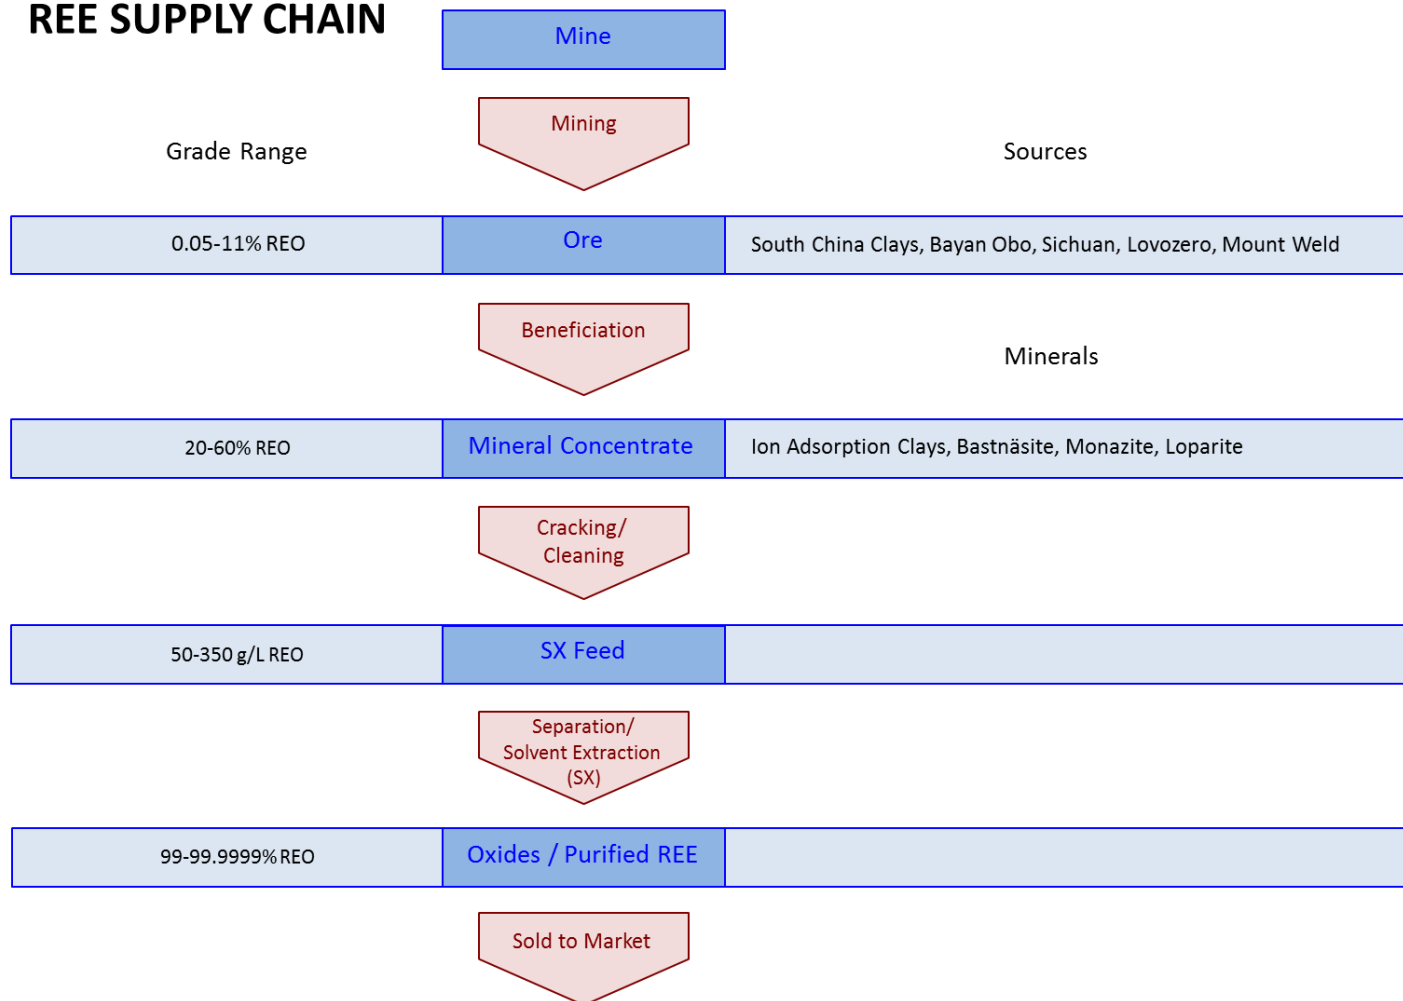 REE SUPPLY CHAIN
Mine
Mining
Grade Range
Sources
0.05-11% REO
Ore
South China Clays, Bayan Obo, Sichuan, Lovozero, Mount Weld
Beneficiation
Minerals
20-60% REO
Mineral Concentrate
Ion Adsorption Clays, Bastnäsite, Monazite, Loparite
Cracking/
Cleaning
50-350 g/L REO
SX Feed
Separation/
Solvent Extraction
(SX)
99-99.9999% REO
Oxides / Purified REE
Sold to Market